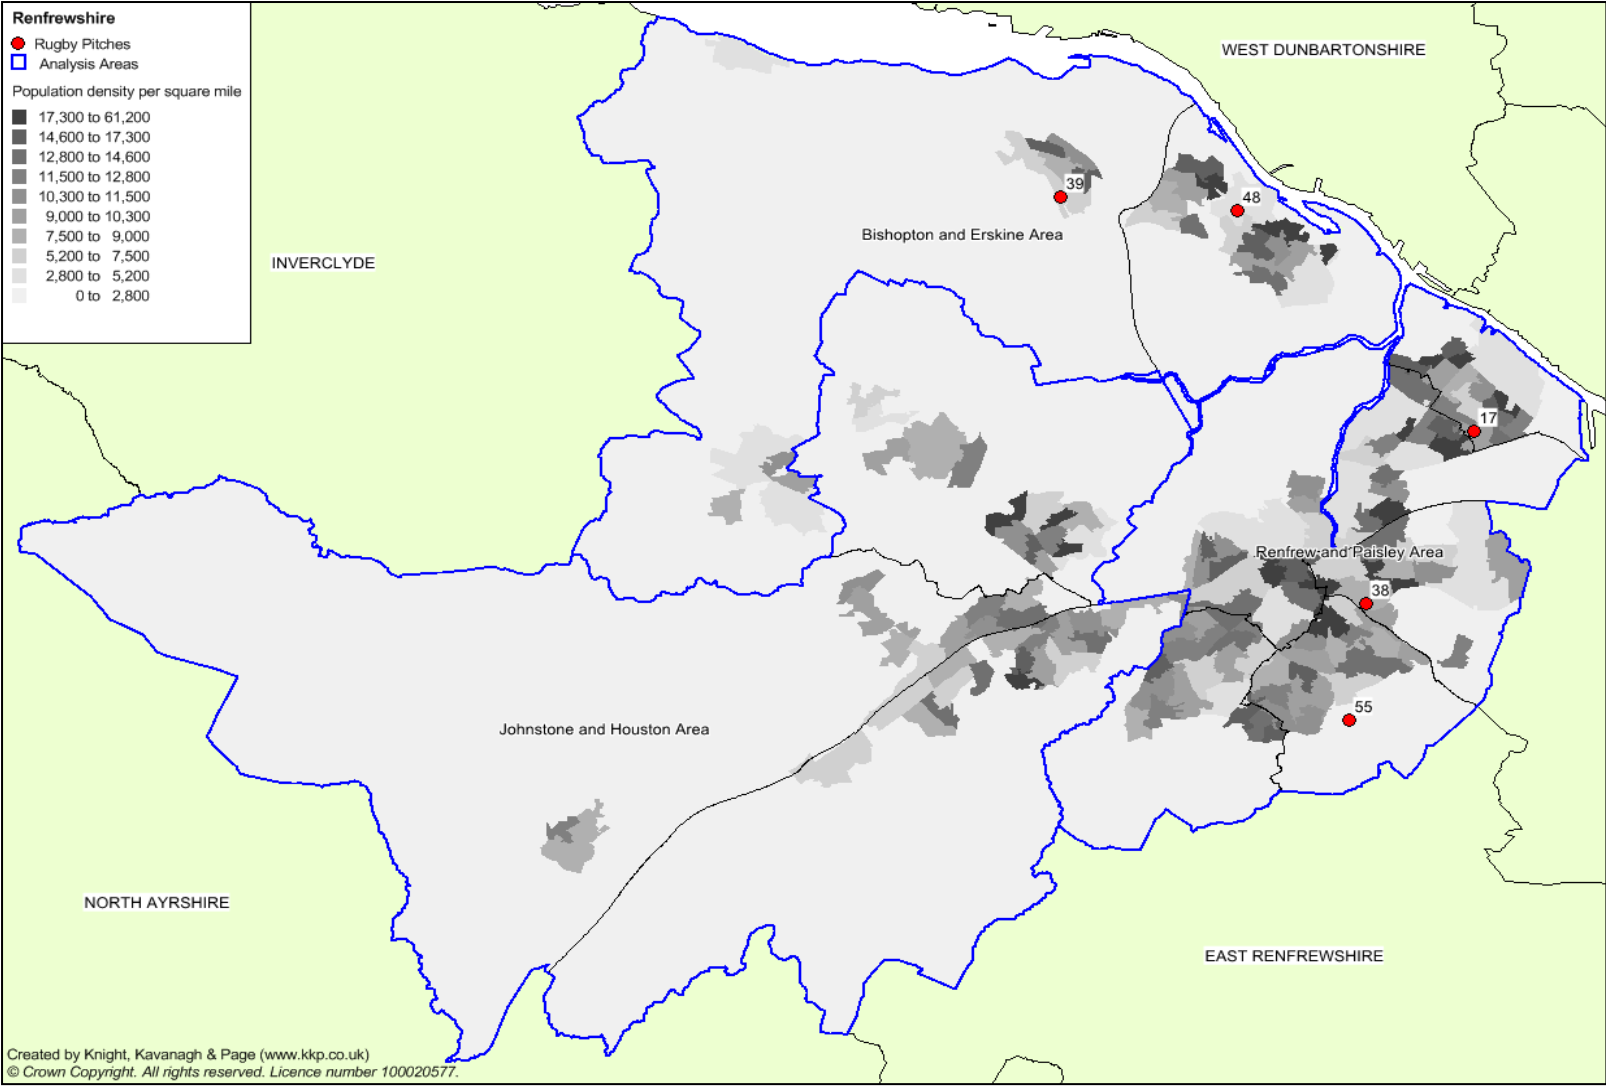 Renfrewshire
Rugby Pitches
Analysis Areas
Population density per square mile
17,300 to 61,200
14,600 to 17,300
12,800 to 14,600
11,500 to 12,800
10,300 to 11,500
9,000 to 10,300
7,500 to 9,000
5,200 to 7,500
2,800 to 5,200
0 to 2,800
WEST DUNBARTONSHIRE
39
48
Bishopton and Erskine Area
INVERCLYDE
17
Renfrew and Paisley Area
38
55
Johnstone and Houston Area
NORTH AYRSHIRE
EAST RENFREWSHIRE
Created by Knight, Kavanagh & Page (www.kkp.co.uk)
© Crown Copyright. All rights reserved. Licence number 100020577.